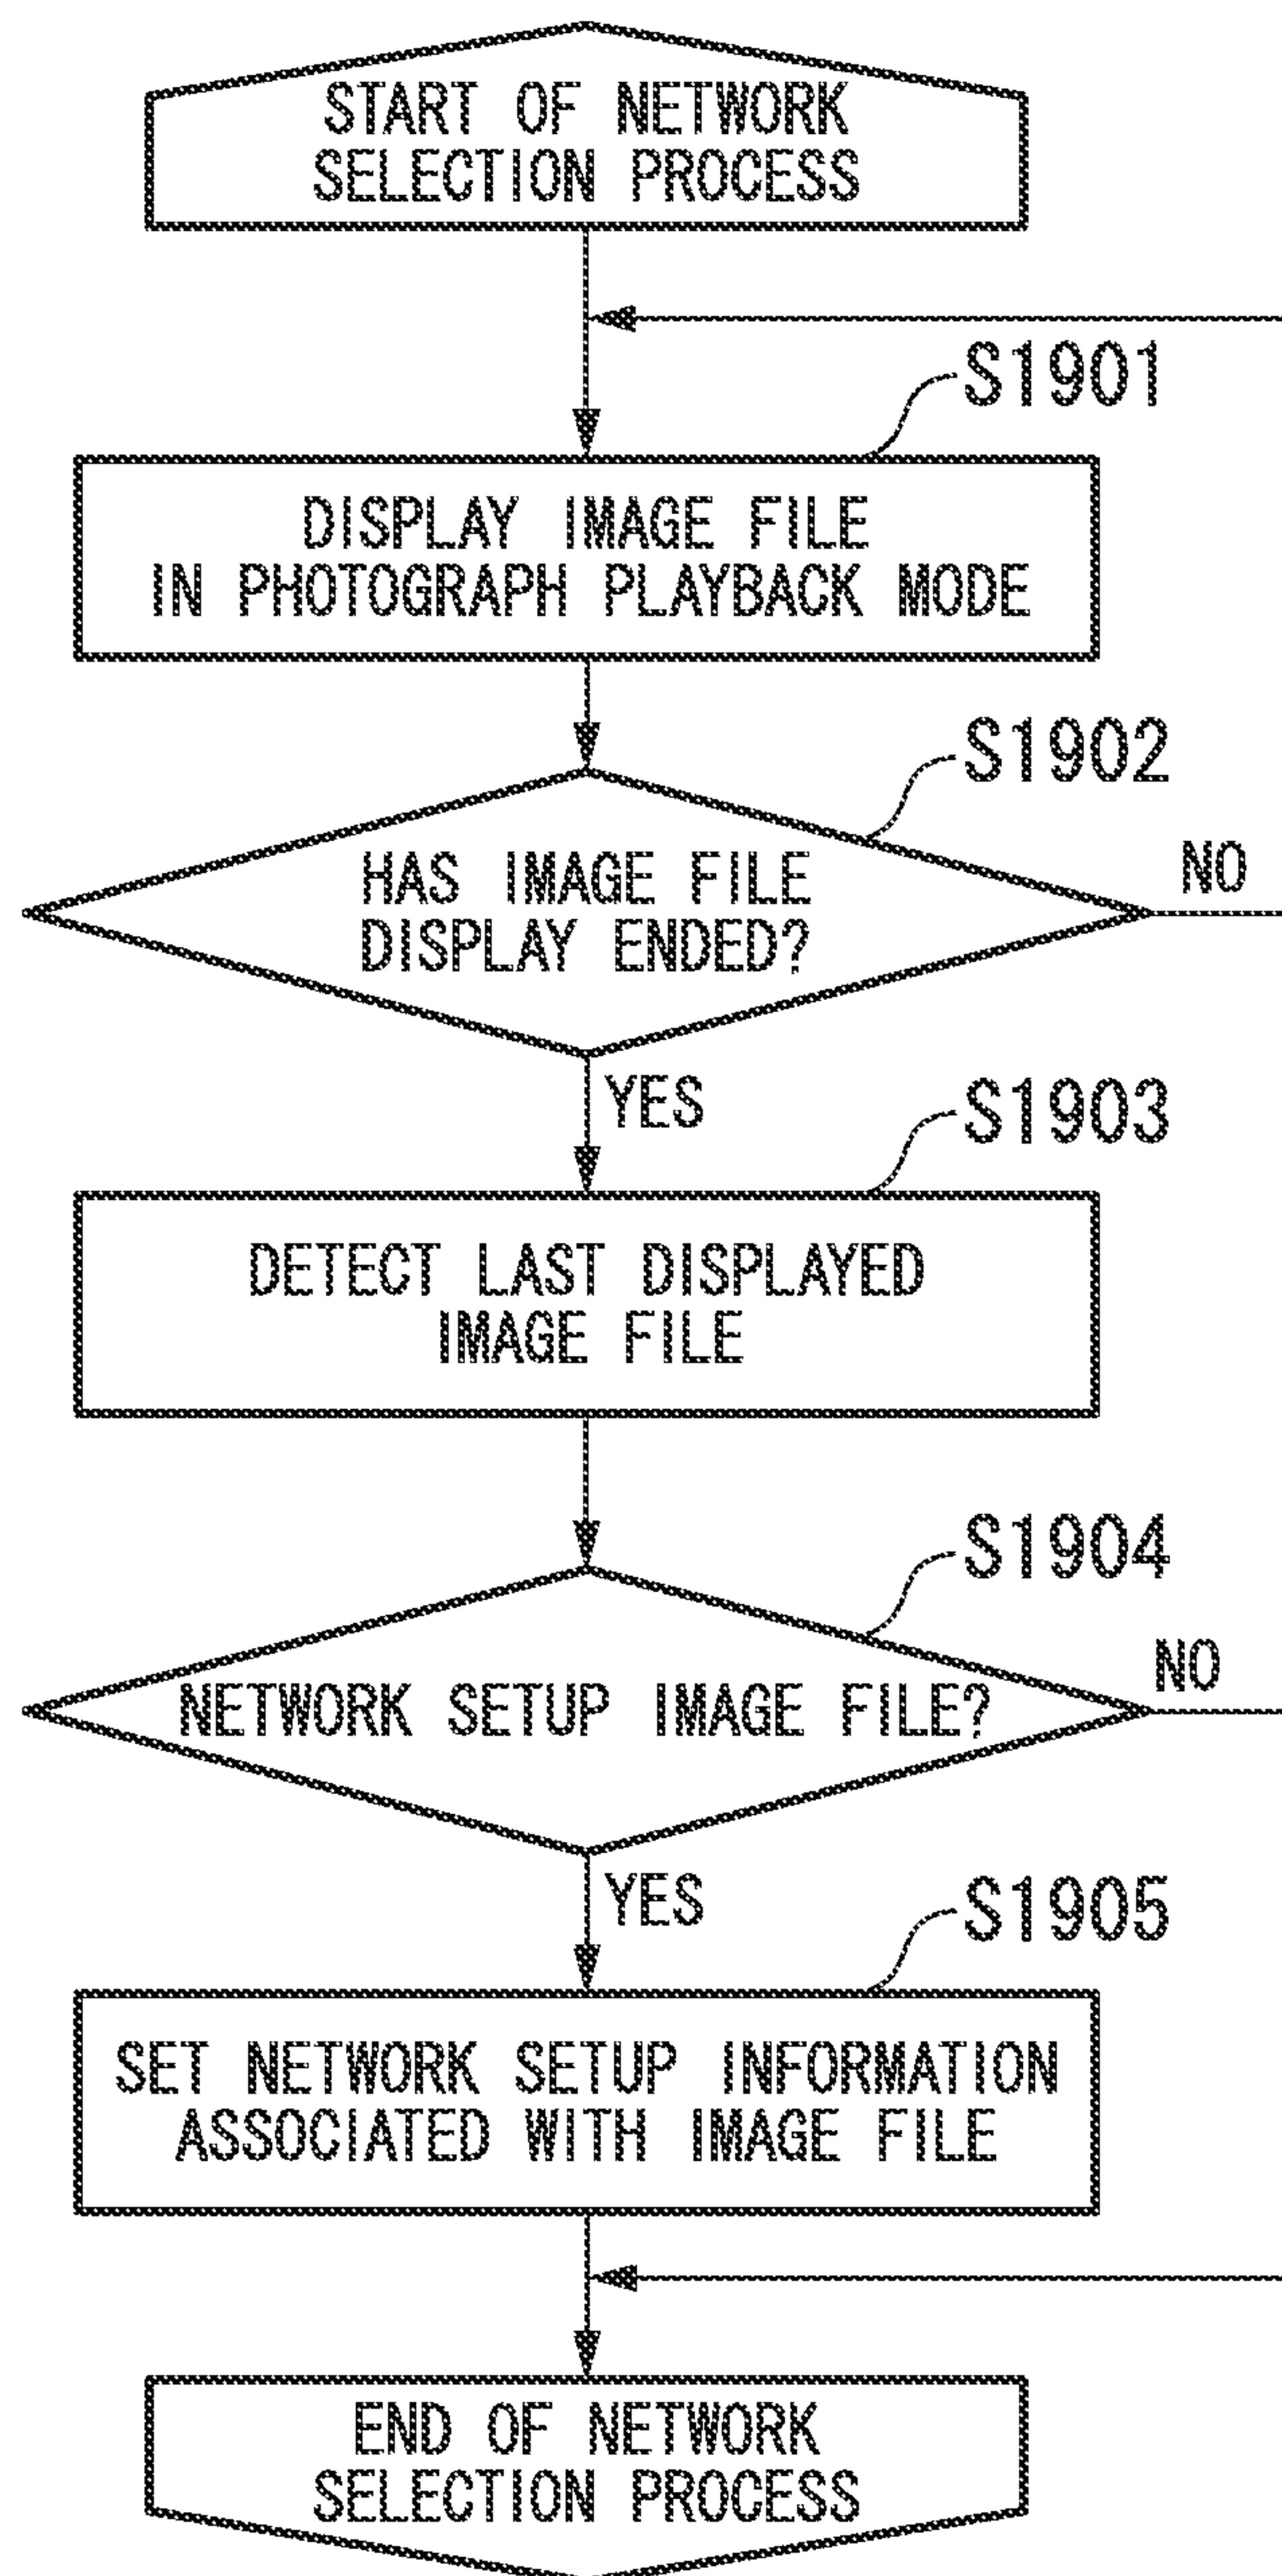 START OF NETWORK
SELECTION PROCESS
S1901
DISPLAY IMAGE FILE
IN PHOTOGRAPH PLAYBACK MODE
S1902
HAS IMAGE FILE
DISPLAY ENDED?
NO
YES
S1903
DETECT LAST DISPLAYED
IMAGE FILE
S1904
NETWORK SETUP IMAGE FILE?
NO
YES
S1905
SET NETWORK SETUP INFORMATION
ASSOCIATED WITH IMAGE FILE
END OF NETWORK
SELECTION PROCESS